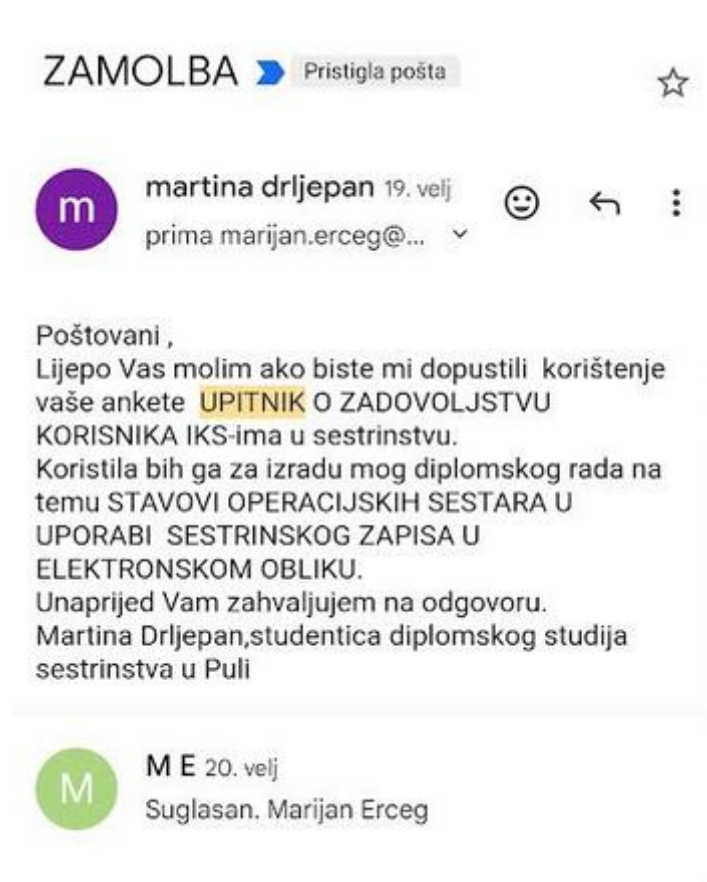 ZAMOLBA Pristigla pošta
m
martina drljepan 19. velj
prima marijan.erceg@...
Poštovani ,
Lijepo Vas molim ako biste mi dopustili korištenje
vaše ankete UPITNIK O ZADOVOLJSTVU
KORISNIKA IKS-ima u sestrinstvu.
Koristila bih ga za izradu mog diplomskog rada na
temu STAVOVI OPERACIJSKIH SESTARA U
UPORABI SESTRINSKOG ZAPISA U
ELEKTRONSKOM OBLIKU.
Unaprijed Vam zahvaljujem na odgovoru.
Martina Drljepan,studentica diplomskog studija
sestrinstva u Puli
M
M E 20. velj
Suglasan. Marijan Erceg